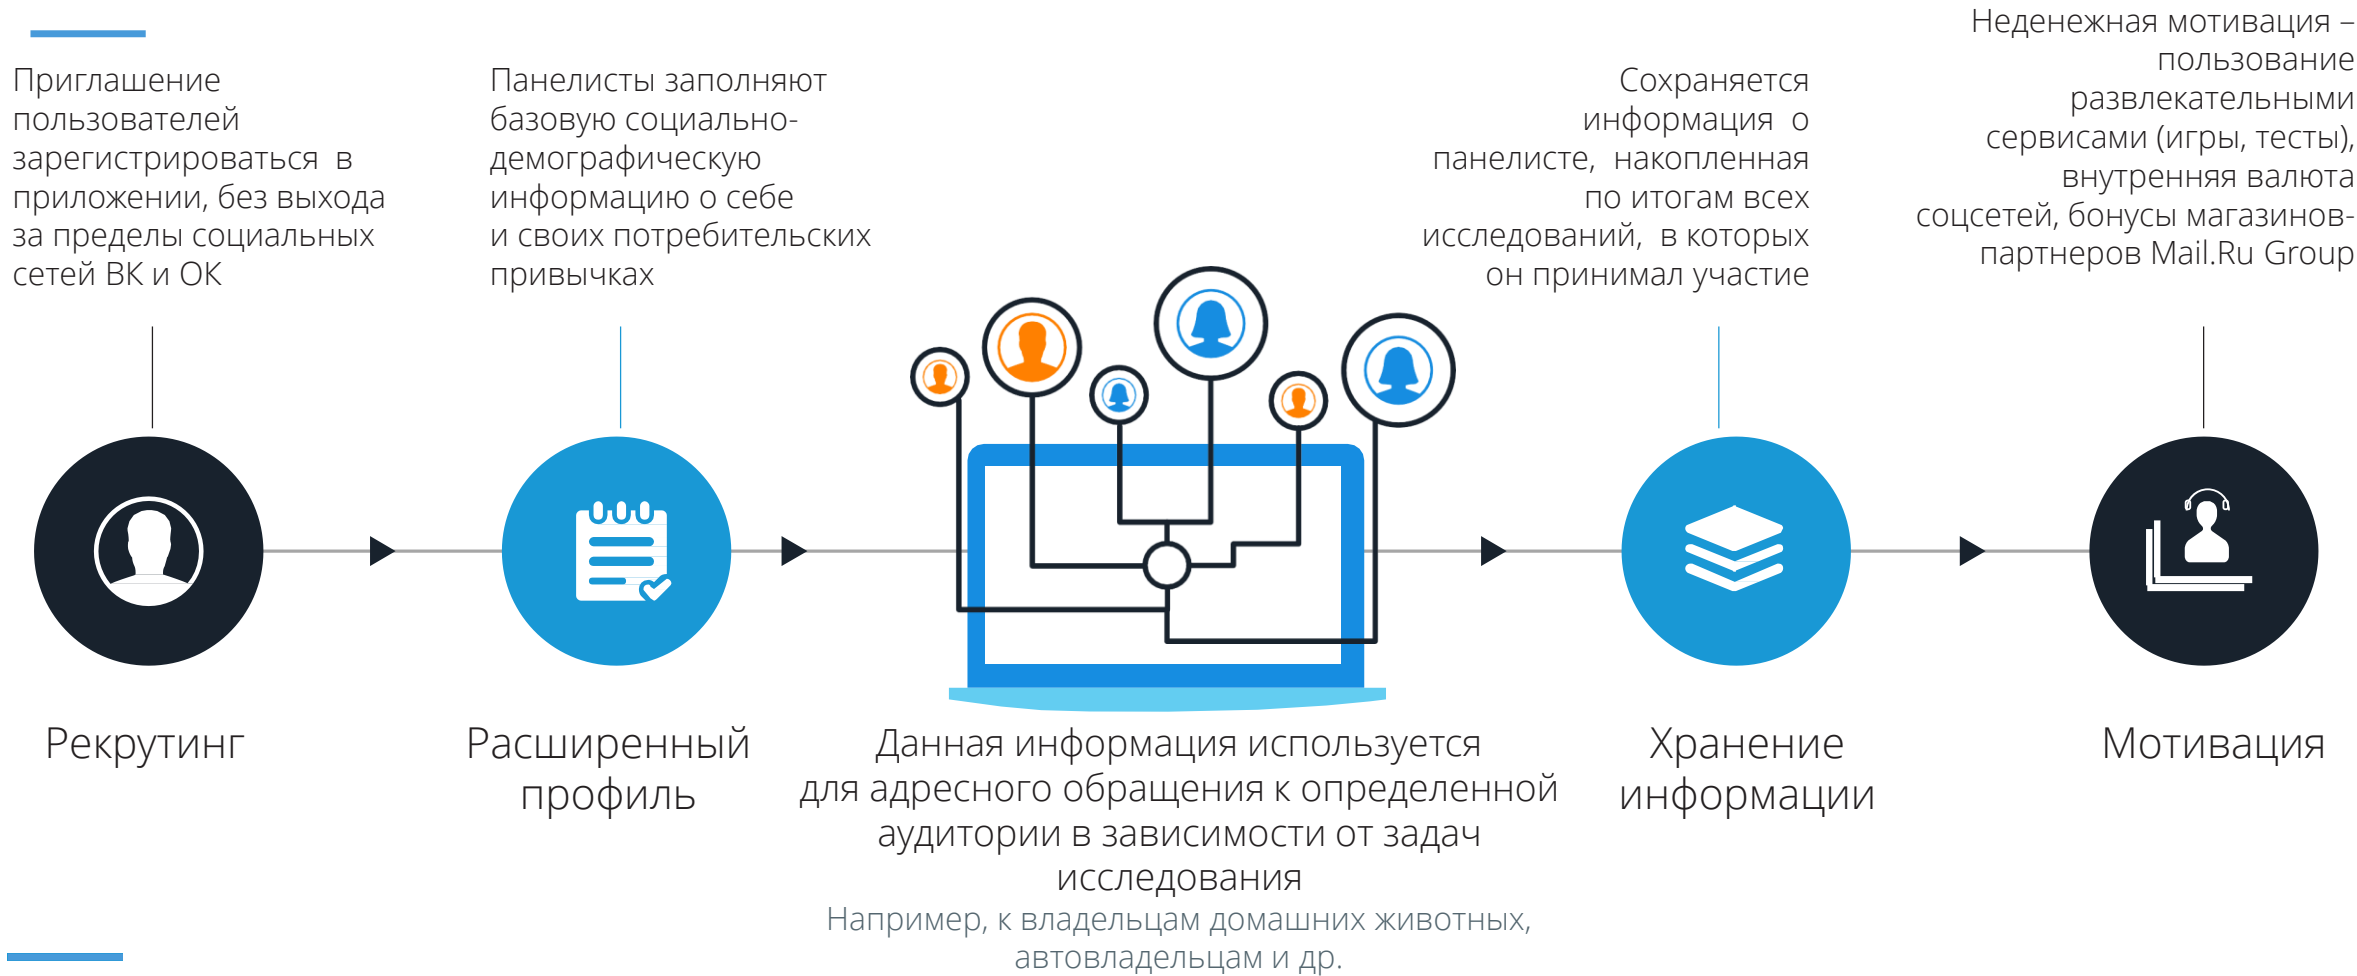 Приглашение
пользователей
зарегистрироваться в
приложении, без выхода
за пределы социальных
сетей ВК и ОК
Панелисты заполняют
базовую социально-
демографическую
информацию о себе
и своих потребительских
привычках
Сохраняется
информация о
панелисте, накопленная
по итогам всех
исследований, в которых
он принимал участие
Неденежная мотивация –
пользование
развлекательными
сервисами (игры, тесты),
внутренняя валюта
соцсетей, бонусы магазинов-
партнеров Mail.Ru Group
Рекрутинг
Расширенный
профиль
Данная информация используется
для адресного обращения к определенной
аудитории в зависимости от задач
исследования
Например, к владельцам домашних животных,
автовладельцам и др.
Хранение
информации
Мотивация